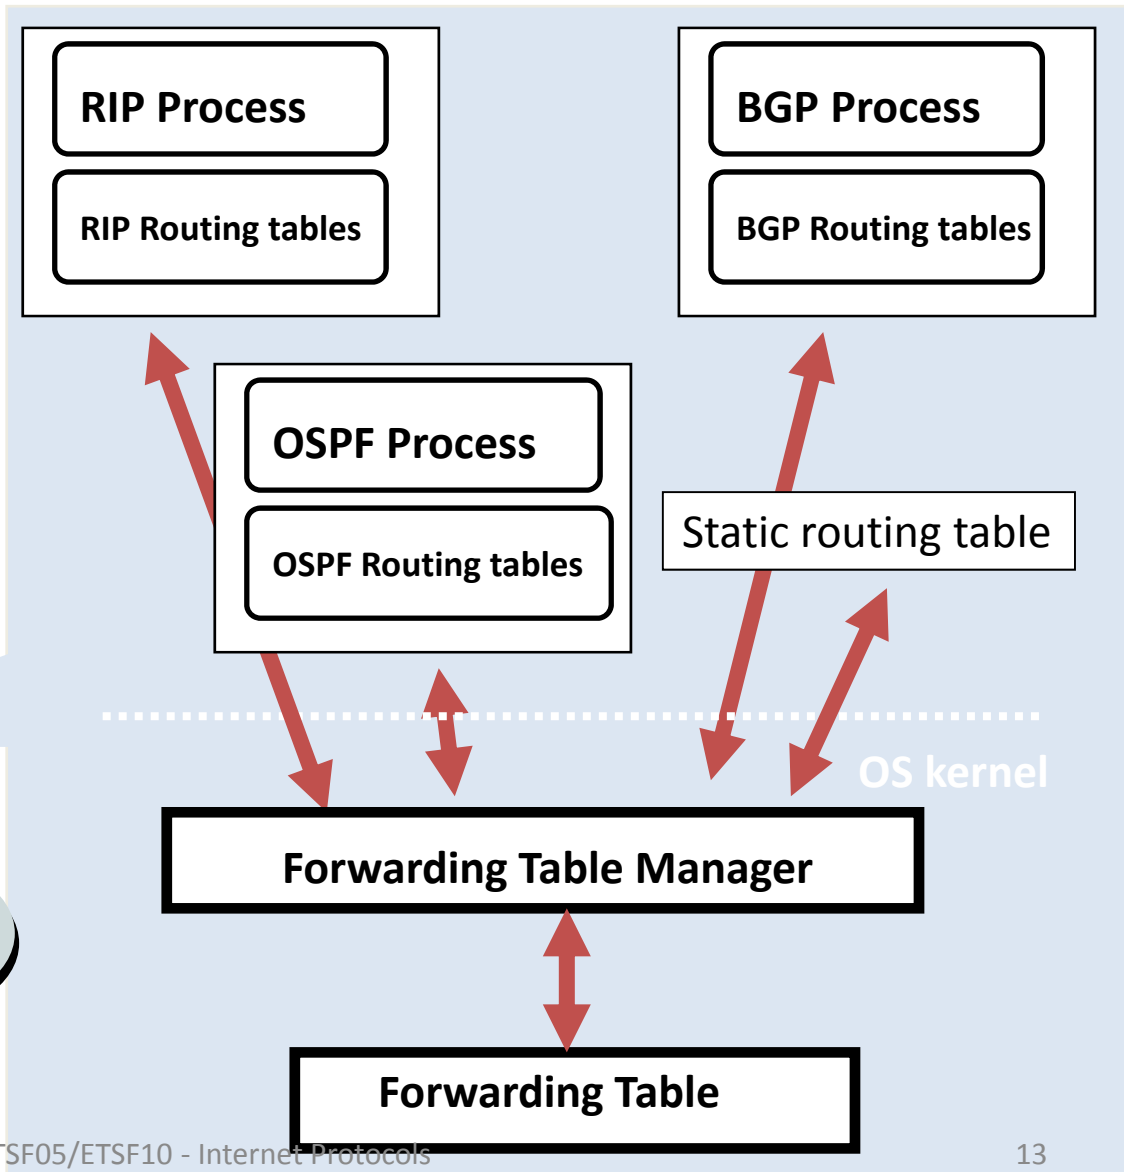 RIP Process
RIP Routing tables
BGP Process
BGP Routing tables
OSPF Process
OSPF Routing tables
Static routing table
OS kernel
Forwarding Table Manager
Forwarding Table
TSF05/ETSF10 - Internet Protocols
13